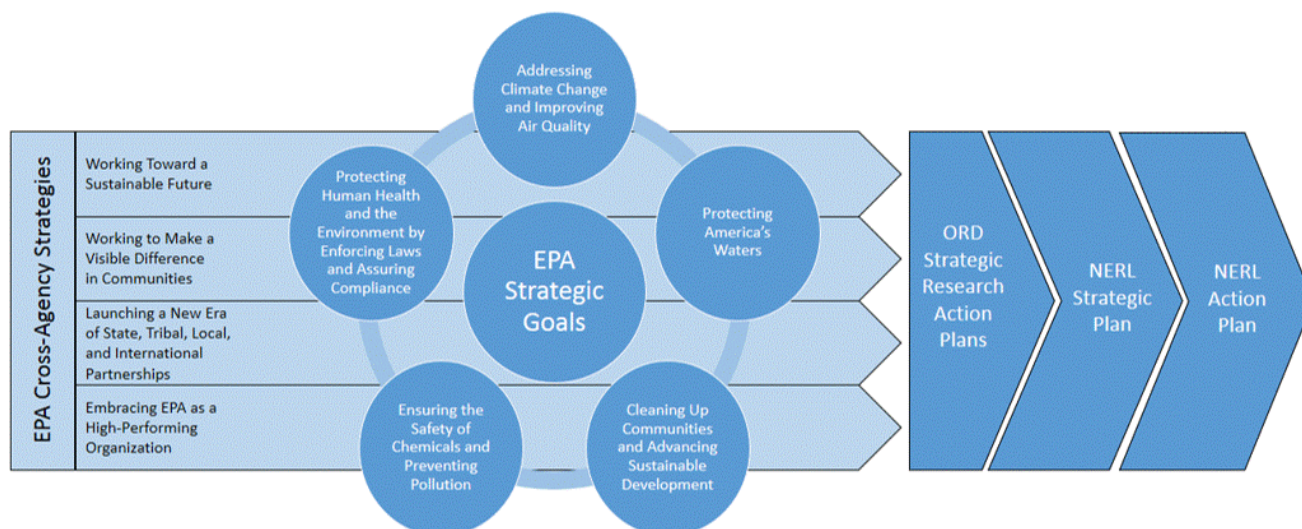 EPA Cross-Agency Strategies
Working Toward a
Sustainable Future
Working to Make a
Visible Difference
in Communities
Launching a New Era
of State, Tribal, Local,
and International
Partnerships
Embracing EPA as a
High-Performing
Organization
Addressing
Climate Change
and Improving
Air Quality
Protecting
Human Health
and the
Environment by
Enforcing Laws
and Assuring
Compliance
EPA
Strategic
Goals
Protecting
America's
Waters
Ensuring the
Safety of
Chemicals and
Preventing
Pollution
Cleaning Up
Communities
and Advancing
Sustainable
Development
ORD
Strategic
Research
Action
Plans
NERL
Strategic
Plan
NERL
Action
Plan